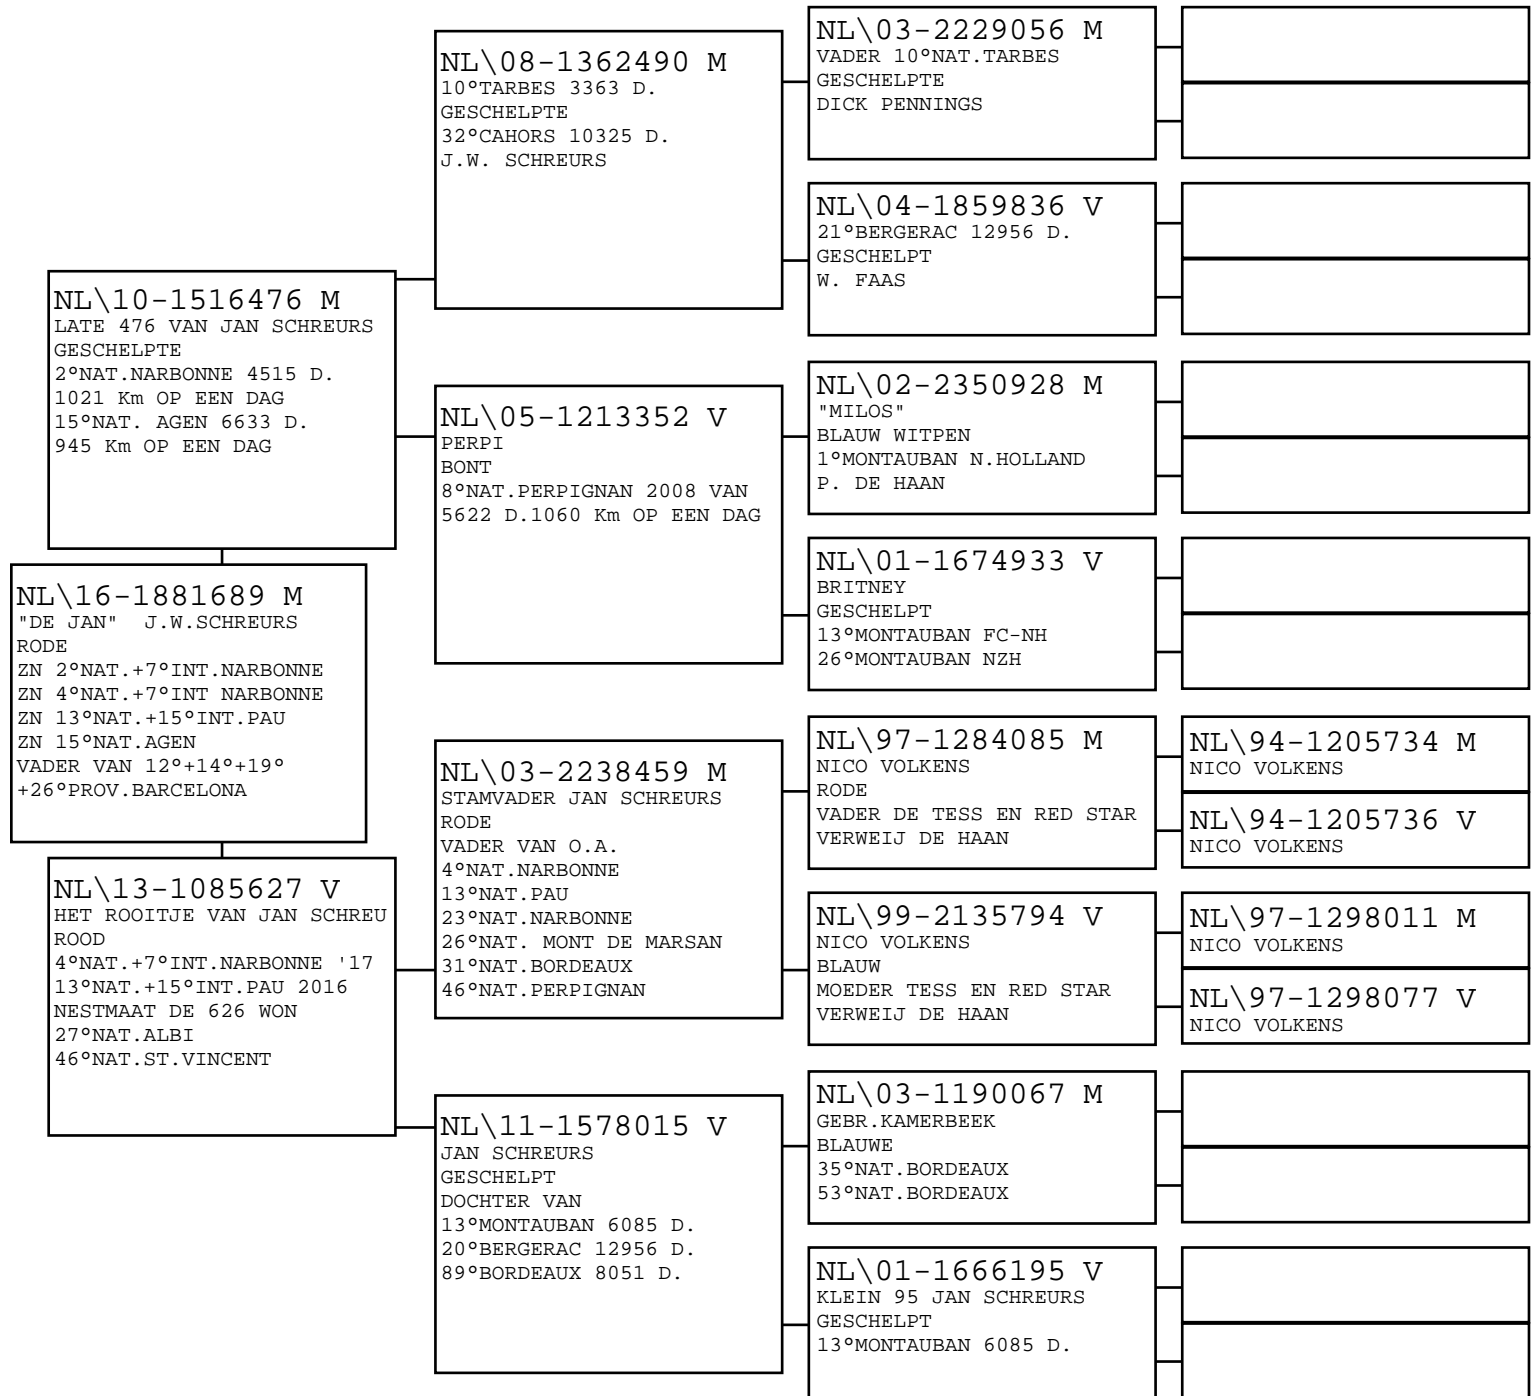 NL\16-1881689 M
"DE JAN"  J.W.SCHREURS
RODE
ZN 2°NAT.+7°INT.NARBONNE
ZN 4°NAT.+7°INT NARBONNE
ZN 13°NAT.+15°INT.PAU
ZN 15°NAT.AGEN
VADER VAN 12°+14°+19°
+26°PROV.BARCELONA
NL\10-1516476 M
LATE 476 VAN JAN SCHREURS
GESCHELPTE
2°NAT.NARBONNE 4515 D.
1021 Km OP EEN DAG
15°NAT. AGEN 6633 D.
945 Km OP EEN DAG
NL\13-1085627 V
HET ROOITJE VAN JAN SCHREU
ROOD
4°NAT.+7°INT.NARBONNE '17
13°NAT.+15°INT.PAU 2016
NESTMAAT DE 626 WON
27°NAT.ALBI
46°NAT.ST.VINCENT
NL\08-1362490 M
10°TARBES 3363 D.
GESCHELPTE
32°CAHORS 10325 D.
J.W. SCHREURS
NL\05-1213352 V
PERPI
BONT
8°NAT.PERPIGNAN 2008 VAN
5622 D.1060 Km OP EEN DAG
NL\03-2238459 M
STAMVADER JAN SCHREURS
RODE
VADER VAN O.A.
4°NAT.NARBONNE
13°NAT.PAU
23°NAT.NARBONNE
26°NAT. MONT DE MARSAN
31°NAT.BORDEAUX
46°NAT.PERPIGNAN
NL\11-1578015 V
JAN SCHREURS
GESCHELPT
DOCHTER VAN
13°MONTAUBAN 6085 D.
20°BERGERAC 12956 D.
89°BORDEAUX 8051 D.
NL\03-2229056 M
VADER 10°NAT.TARBES
GESCHELPTE
DICK PENNINGS
NL\04-1859836 V
21°BERGERAC 12956 D.
GESCHELPT
W. FAAS
NL\02-2350928 M
"MILOS"
BLAUW WITPEN
1°MONTAUBAN N.HOLLAND
P. DE HAAN
NL\01-1674933 V
BRITNEY
GESCHELPT
13°MONTAUBAN FC-NH
26°MONTAUBAN NZH
NL\97-1284085 M
NICO VOLKENS
RODE
VADER DE TESS EN RED STAR
VERWEIJ DE HAAN
NL\99-2135794 V
NICO VOLKENS
BLAUW
MOEDER TESS EN RED STAR
VERWEIJ DE HAAN
NL\03-1190067 M
GEBR.KAMERBEEK
BLAUWE
35°NAT.BORDEAUX
53°NAT.BORDEAUX
NL\01-1666195 V
KLEIN 95 JAN SCHREURS
GESCHELPT
13°MONTAUBAN 6085 D.
NL\94-1205734 M
NICO VOLKENS
NL\94-1205736 V
NICO VOLKENS
NL\97-1298011 M
NICO VOLKENS
NL\97-1298077 V
NICO VOLKENS